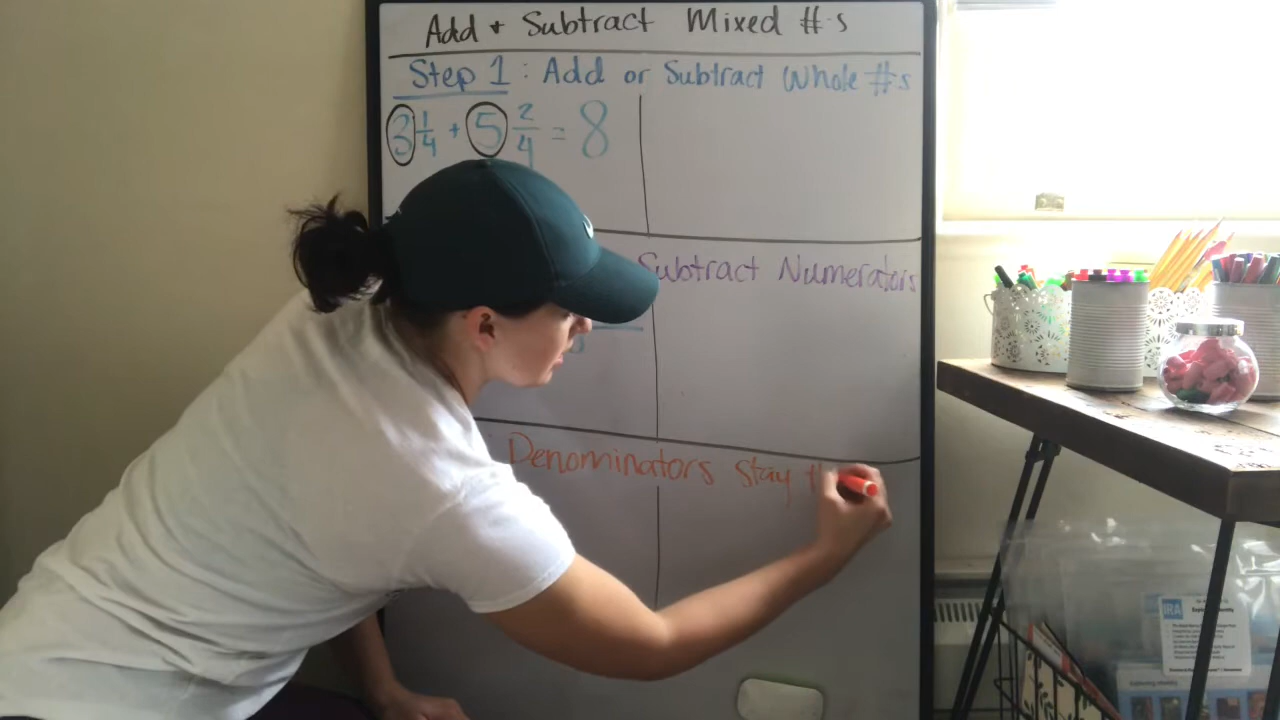 Add + Subtract Mixed #'s
Step 1: Add or Subtract Whole #s
3 1/4 + 5 2/4 = 8
Subtract Numerators
Denominators stay
IRA